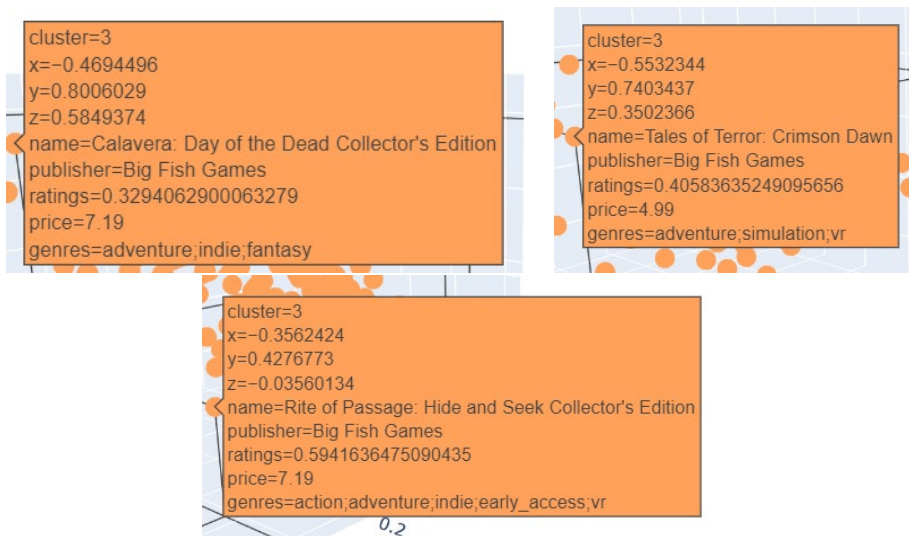 cluster=3
x=−0.4694496
y=0.8006029
z=0.5849374
name=Calavera: Day of the Dead Collector's Edition
publisher=Big Fish Games
ratings=0.3294062900063279
price=7.19
genres=adventure;indie;fantasy
cluster=3
x=−0.5532344
y=0.7403437
z=0.3502366
name=Tales of Terror: Crimson Dawn
publisher=Big Fish Games
ratings=0.40583635249095656
price=4.99
genres=adventure;simulation;vr
cluster=3
x=−0.3562424
y=0.4276773
z=−0.03560134
name=Rite of Passage: Hide and Seek Collector's Edition
publisher=Big Fish Games
ratings=0.5941636475090435
price=7.19
genres=action;adventure;indie;early_access;vr
0.2